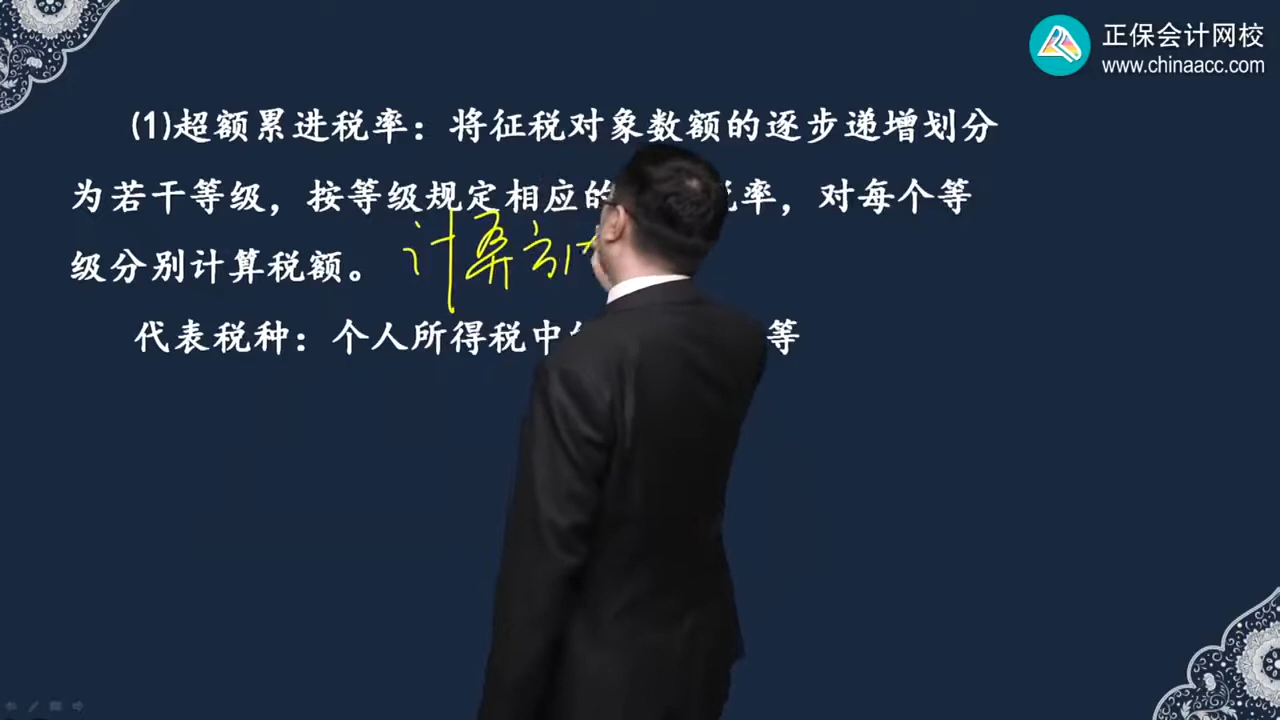 正保会计网校
www.chinaacc.com
(1)超额累进税率：将征税对象数额的逐步递增划分
为若干等级，按等级规定相应的 率，对每个等
级分别计算税额。
计算方
代表税种：个人所得税中 等